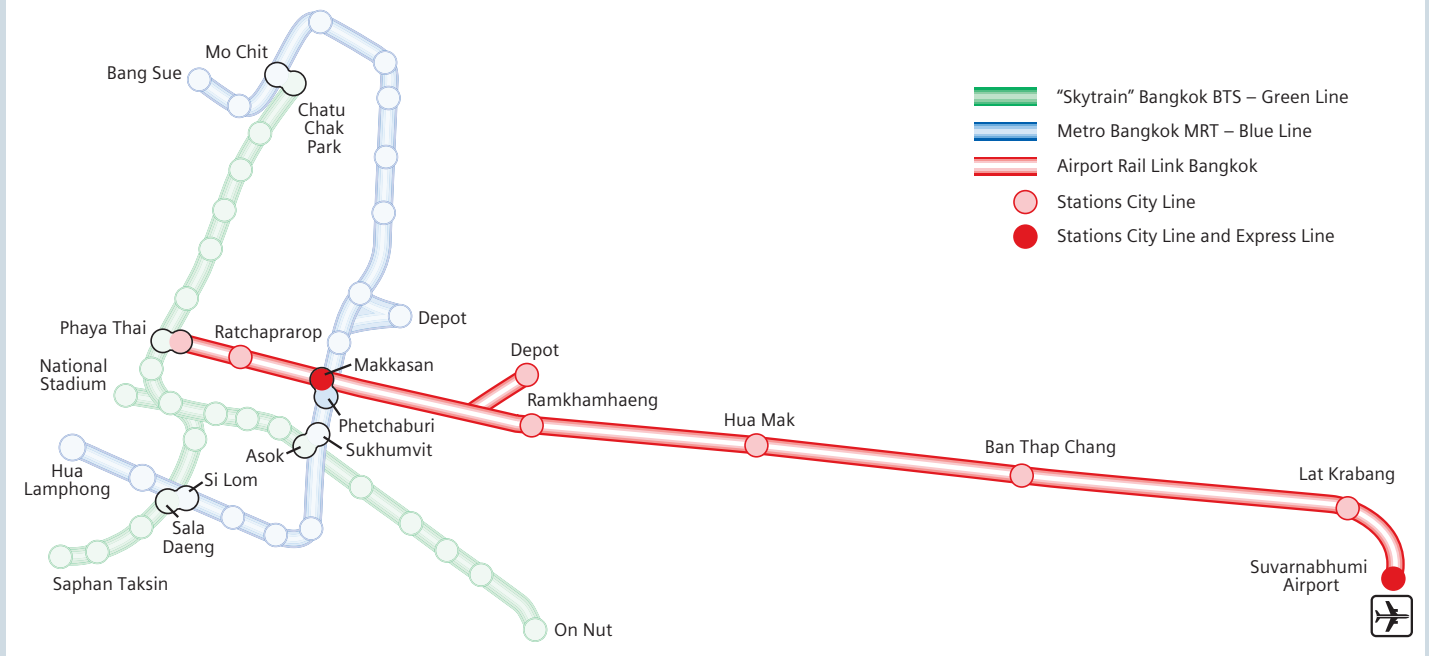 Mo Chit
Bang Sue
Chatu
Chak
Park
"Skytrain" Bangkok BTS – Green Line
Metro Bangkok MRT – Blue Line
Airport Rail Link Bangkok
Stations City Line
Stations City Line and Express Line
Phaya Thai
Ratchaprarop
Depot
National
Stadium
Makkasan
Depot
Ramkhamhaeng
Phetchaburi
Hua Mak
Asok
Sukhumvit
Ban Thap Chang
Lat Krabang
Hua
Lamphong
Si Lom
Sala
Daeng
Saphan Taksin
On Nut
Suvarnabhumi
Airport